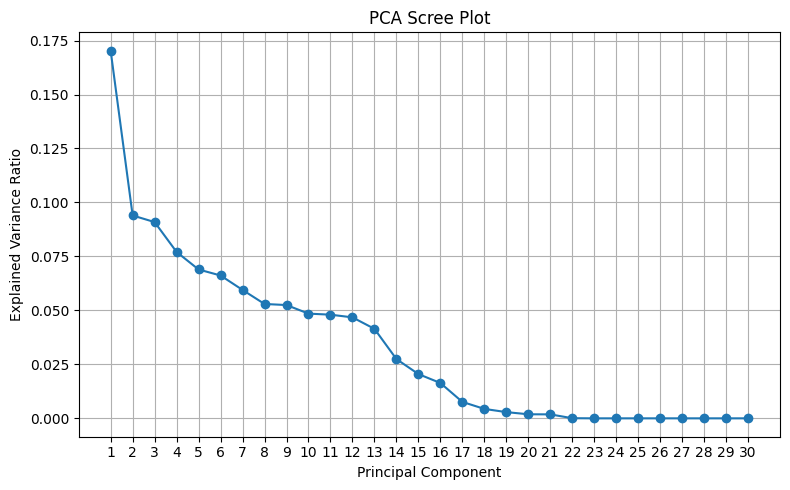 PCA Scree Plot
Explained Variance Ratio
0.175
0.150
0.125
0.100
0.075
0.050
0.025
0.000
1 2 3 4 5 6 7 8 9 10 11 12 13 14 15 16 17 18 19 20 21 22 23 24 25 26 27 28 29 30
Principal Component